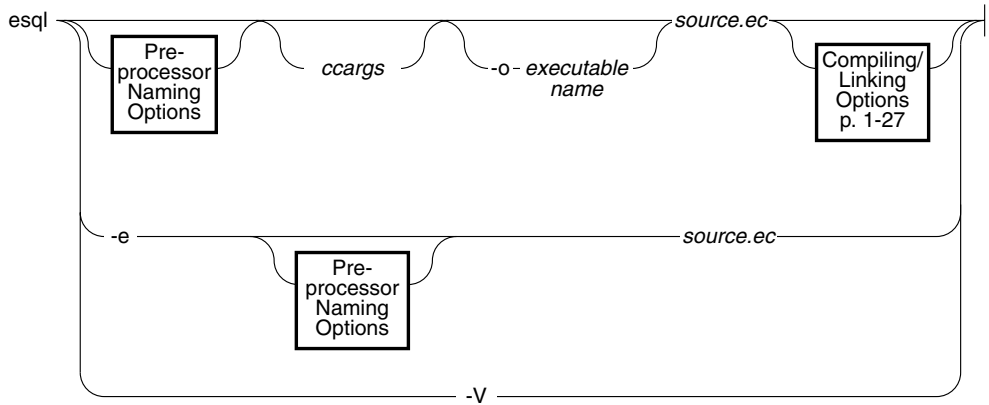 esql
source.ec
Pre-
processor
Naming
Options
ccargs
-o executable
name
Compiling/
Linking
Options
p. 1-27
-e
source.ec
Pre-
processor
Naming
Options
-V